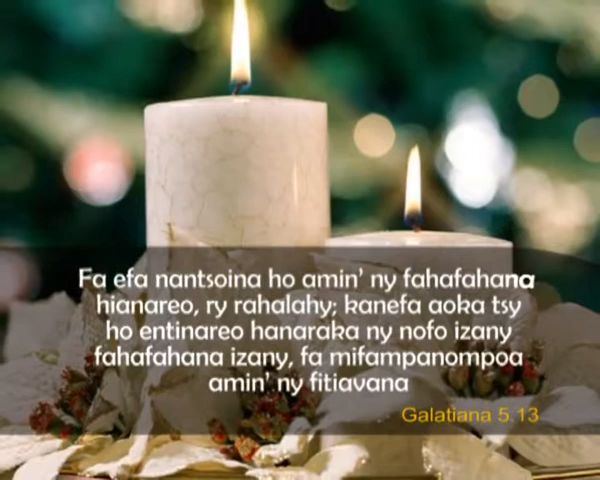 Fa efa nantsoina ho amin' ny fahafahana
hianareo, ry rahalahy; kanefa aoka tsy
ho entinareo hanaraka ny nofo izany
fahafahana izany, fa mifampanompoa
amin' ny fitiavana
Galatiana 5.13